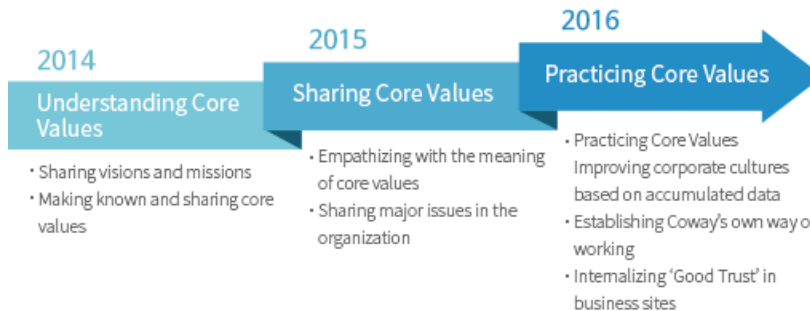 2014
Understanding Core
Values
· Sharing visions and missions
· Making known and sharing core
values
2015
Sharing Core Values
· Empathizing with the meaning
of core values
· Sharing major issues in the
organization
2016
Practicing Core Values
· Practicing Core Values
Improving corporate cultures
based on accumulated data
· Establishing Coway's own way o
working
· Internalizing ‘Good Trust’ in
business sites